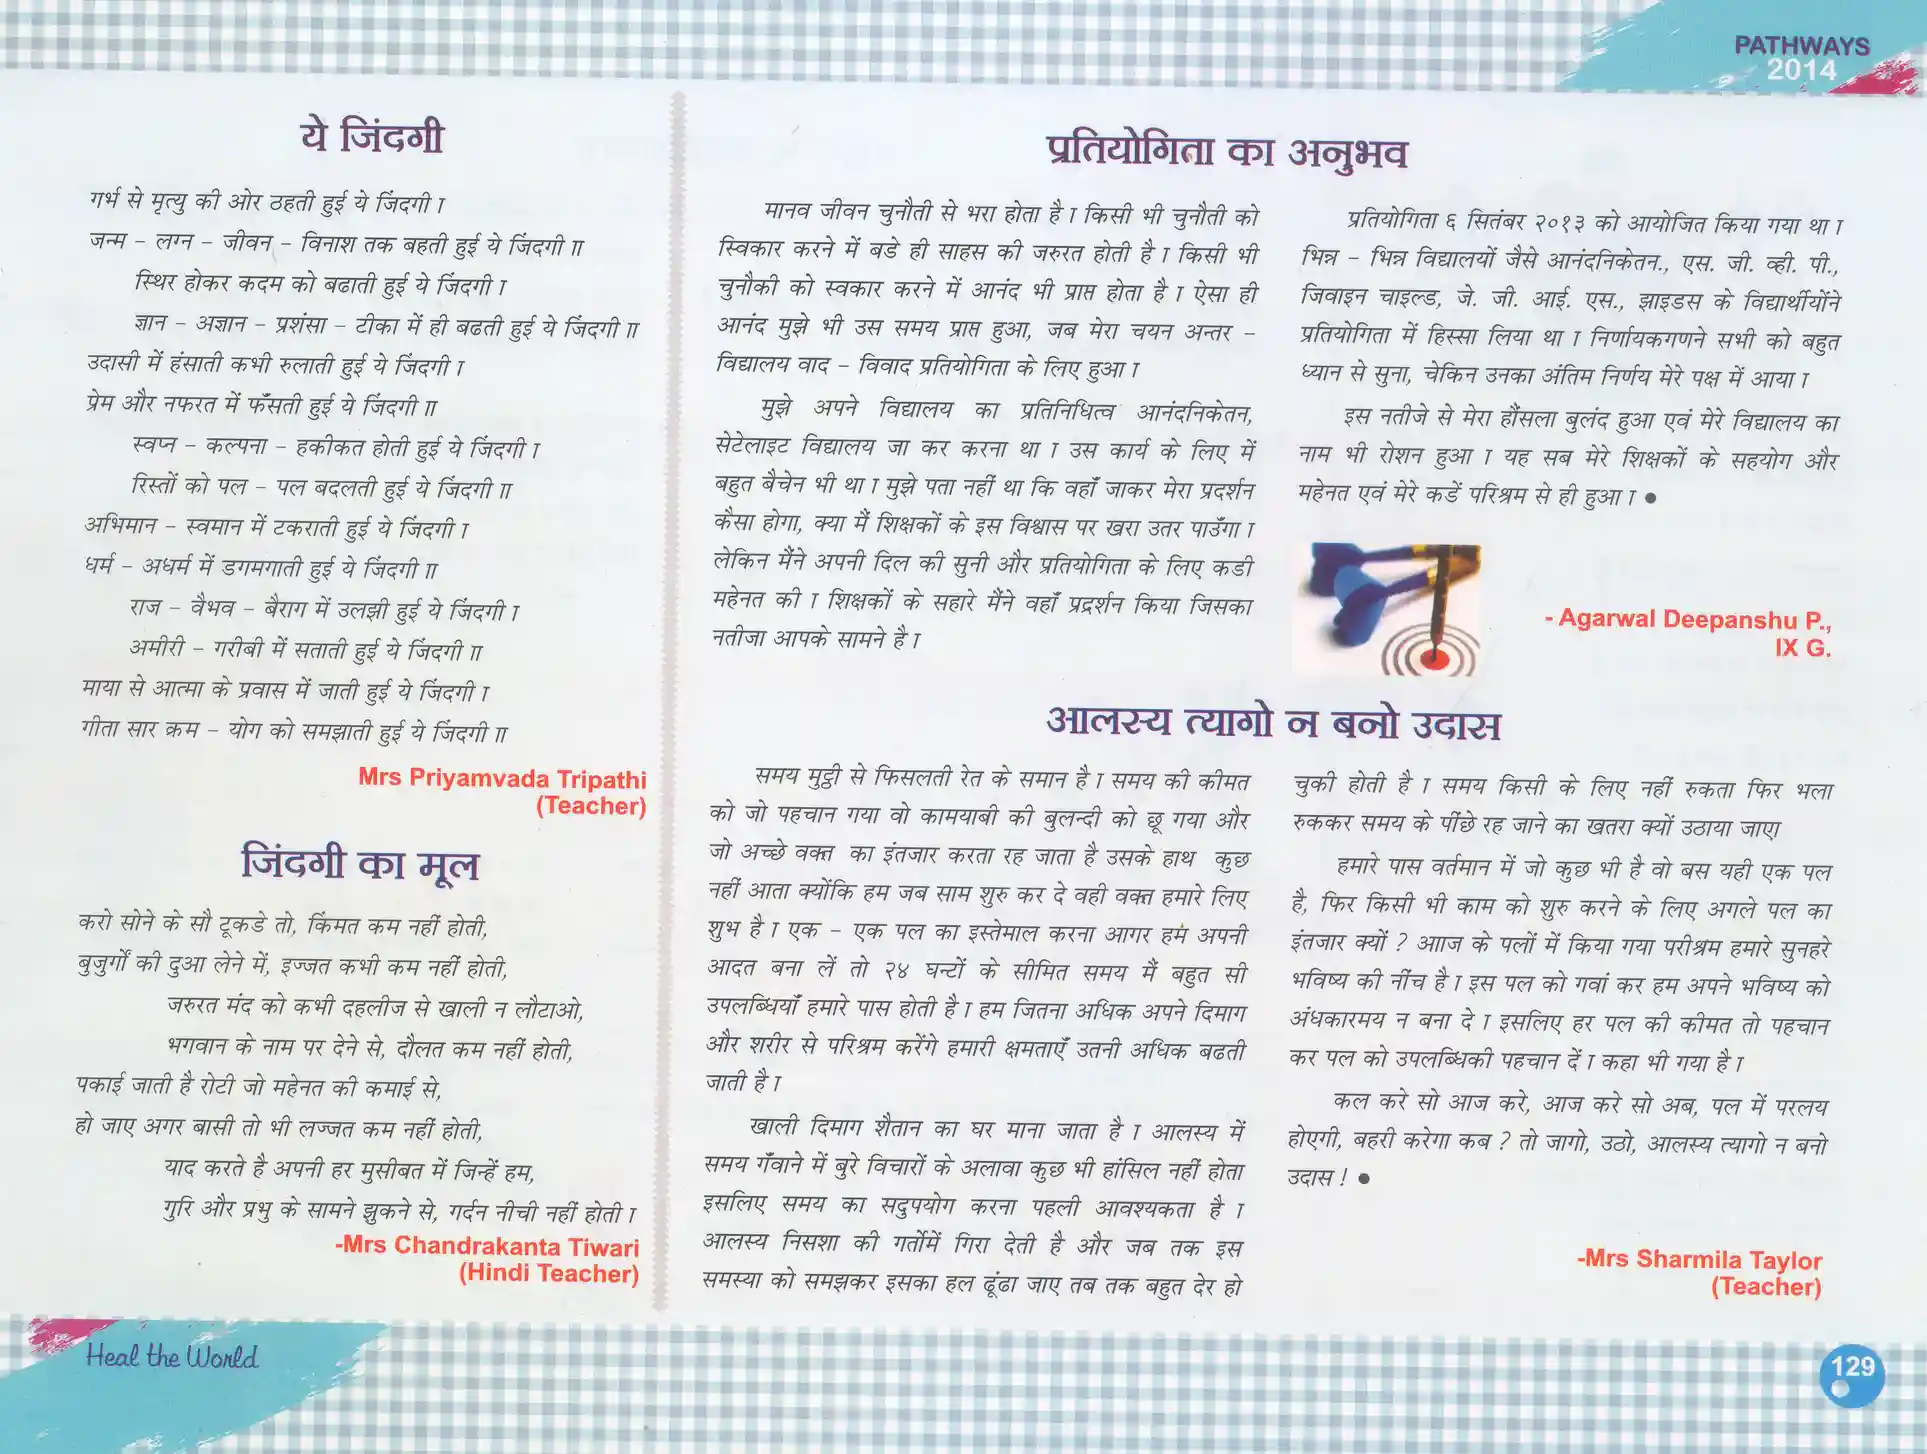 PATHWAYS
2014
ये जिंदगी
गर्भ से मृत्यु की ओर ठहती हुई ये जिंदगी ।
जन्म – लग्न – जीवन – विनाश तक बहती हुई ये जिंदगी ॥
स्थिर होकर कदम को बढाती हुई ये जिंदगी ।
ज्ञान – अज्ञान – प्रशंसा – टीका में ही बढती हुई ये जिंदगी ॥
उदासी में हंसाती कभी रुलाती हुई ये जिंदगी ।
प्रेम और नफरत में फँसती हुई ये जिंदगी ॥
स्वप्न – कल्पना – हकीकत होती हुई ये जिंदगी ।
रिस्तों को पल – पल बदलती हुई ये जिंदगी ॥
अभिमान – स्वमान में टकराती हुई ये जिंदगी ।
धर्म – अधर्म में डगमगाती हुई ये जिंदगी ॥
राज – वैभव – बैराग में उलझी हुई ये जिंदगी ।
अमीरी – गरीबी में सताती हुई ये जिंदगी ॥
माया से आत्मा के प्रवास में जाती हुई ये जिंदगी ।
गीता सार क्रम – योग को समझाती हुई ये जिंदगी ॥
Mrs Priyamvada Tripathi
(Teacher)
जिंदगी का मूल
करो सोने के सौ टूकडे तो, किंमत कम नहीं होती,
बुजुर्गों की दुआ लेने में, इज्जत कभी कम नहीं होती,
जरुरत मंद को कभी दहलीज से खाली न लौटाओ,
भगवान के नाम पर देने से, दौलत कम नहीं होती,
पकाई जाती है रोटी जो महेनत की कमाई से,
हो जाए अगर बासी तो भी लज्जत कम नहीं होती,
याद करते है अपनी हर मुसीबत में जिन्हें हम,
गुरि और प्रभु के सामने झुकने से, गर्दन नीची नहीं होती ।
-Mrs Chandrakanta Tiwari
(Hindi Teacher)
प्रतियोगिता का अनुभव
मानव जीवन चुनौती से भरा होता है । किसी भी चुनौती को
स्विकार करने में बडे ही साहस की जरुरत होती है । किसी भी
चुनौकी को स्वकार करने में आनंद भी प्राप्त होता है । ऐसा ही
आनंद मुझे भी उस समय प्राप्त हुआ, जब मेरा चयन अन्तर –
विद्यालय वाद – विवाद प्रतियोगिता के लिए हुआ ।
मुझे अपने विद्यालय का प्रतिनिधित्व आनंदनिकेतन,
सेटेलाइट विद्यालय जा कर करना था । उस कार्य के लिए में
बहुत बैचेन भी था । मुझे पता नहीं था कि वहाँ जाकर मेरा प्रदर्शन
कैसा होगा, क्या मैं शिक्षकों के इस विश्वास पर खरा उतर पाउँगा ।
लेकिन मैंने अपनी दिल की सुनी और प्रतियोगिता के लिए कडी
महेनत की । शिक्षकों के सहारे मैंने वहाँ प्रद्रर्शन किया जिसका
नतीजा आपके सामने है ।
प्रतियोगिता ६ सितंबर २०१३ को आयोजित किया गया था ।
भिन्न – भिन्न विद्यालयों जैसे आनंदनिकेतन., एस. जी. व्ही. पी.,
जिवाइन चाइल्ड, जे. जी. आई. एस., झाइडस के विद्यार्थीयोंने
प्रतियोगिता में हिस्सा लिया था । निर्णायकगणने सभी को बहुत
ध्यान से सुना, चेकिन उनका अंतिम निर्णय मेरे पक्ष में आया ।
इस नतीजे से मेरा हौंसला बुलंद हुआ एवं मेरे विद्यालय का
नाम भी रोशन हुआ । यह सब मेरे शिक्षकों के सहयोग और
महेनत एवं मेरे कडें परिश्रम से ही हुआ । ●
- Agarwal Deepanshu P.,
IX G.
आलस्य त्यागो न बनो उदास
समय मुट्ठी से फिसलती रेत के समान है । समय की कीमत
को जो पहचान गया वो कामयाबी की बुलन्दी को छू गया और
जो अच्छे वक्त का इंतजार करता रह जाता है उसके हाथ कुछ
नहीं आता क्योंकि हम जब साम शुरु कर दे वही वक्त हमारे लिए
शुभ है । एक – एक पल का इस्तेमाल करना आगर हम अपनी
आदत बना लें तो २४ घन्टों के सीमित समय मैं बहुत सी
उपलब्धियाँ हमारे पास होती है । हम जितना अधिक अपने दिमाग
और शरीर से परिश्रम करेंगे हमारी क्षमताएँ उतनी अधिक बढती
जाती है ।
खाली दिमाग शैतान का घर माना जाता है । आलस्य में
समय गँवाने में बुरे विचारों के अलावा कुछ भी हांसिल नहीं होता
इसलिए समय का सदुपयोग करना पहली आवश्यकता है ।
आलस्य निसशा की गर्तोमें गिरा देती है और जब तक इस
समस्या को समझकर इसका हल ढूंढा जाए तब तक बहुत देर हो
चुकी होती है । समय किसी के लिए नहीं रुकता फिर भला
रुककर समय के पींछे रह जाने का खतरा क्यों उठाया जाए।
हमारे पास वर्तमान में जो कुछ भी है वो बस यही एक पल
है, फिर किसी भी काम को शुरु करने के लिए अगले पल का
इंतजार क्यों ? आाज के पलों में किया गया परीश्रम हमारे सुनहरे
भविष्य की नींच है । इस पल को गवां कर हम अपने भविष्य को
अंधकारमय न बना दे । इसलिए हर पल की कीमत तो पहचान
कर पल को उपलब्धिकी पहचान दें । कहा भी गया है ।
कल करे सो आज करे, आज करे सो अब, पल में परलय
होएगी, बहरी करेगा कब ? तो जागो, उठो, आलस्य त्यागो न बनो
उदास ! ●
-Mrs Sharmila Taylor
(Teacher)
Heal the World
129